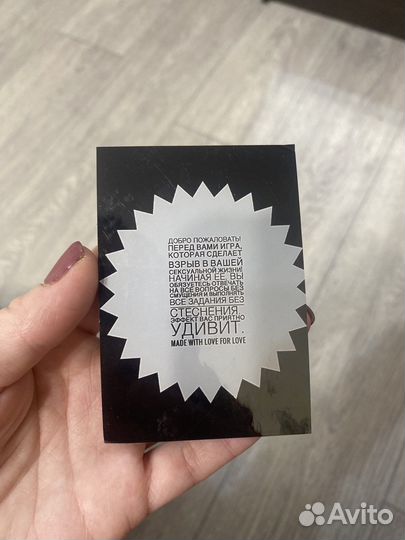 ДОБРО ПОЖАЛОВАТЬ!
ПЕРЕД ВАМИ ИГРА,
КОТОРАЯ СДЕЛАЕТ
ВЗРЫВ В ВАШЕЙ
СЕКСУАЛЬНОЙ ЖИЗНИ!
НАЧИНАЯ ЕЕ, ВЫ
ОБЯЗУЕТЕСЬ ОТВЕЧАТЬ
НА ВСЕ ВОПРОСЫ БЕЗ
СМУЩЕНИЯ И ВЫПОЛНЯТЬ
ВСЕ ЗАДАНИЯ БЕЗ
СТЕСНЕНИЯ
ЭФФЕКТ ВАС ПРИЯТНО
УДИВИТ.
MADE WITH LOVE FOR LOVE
Avito